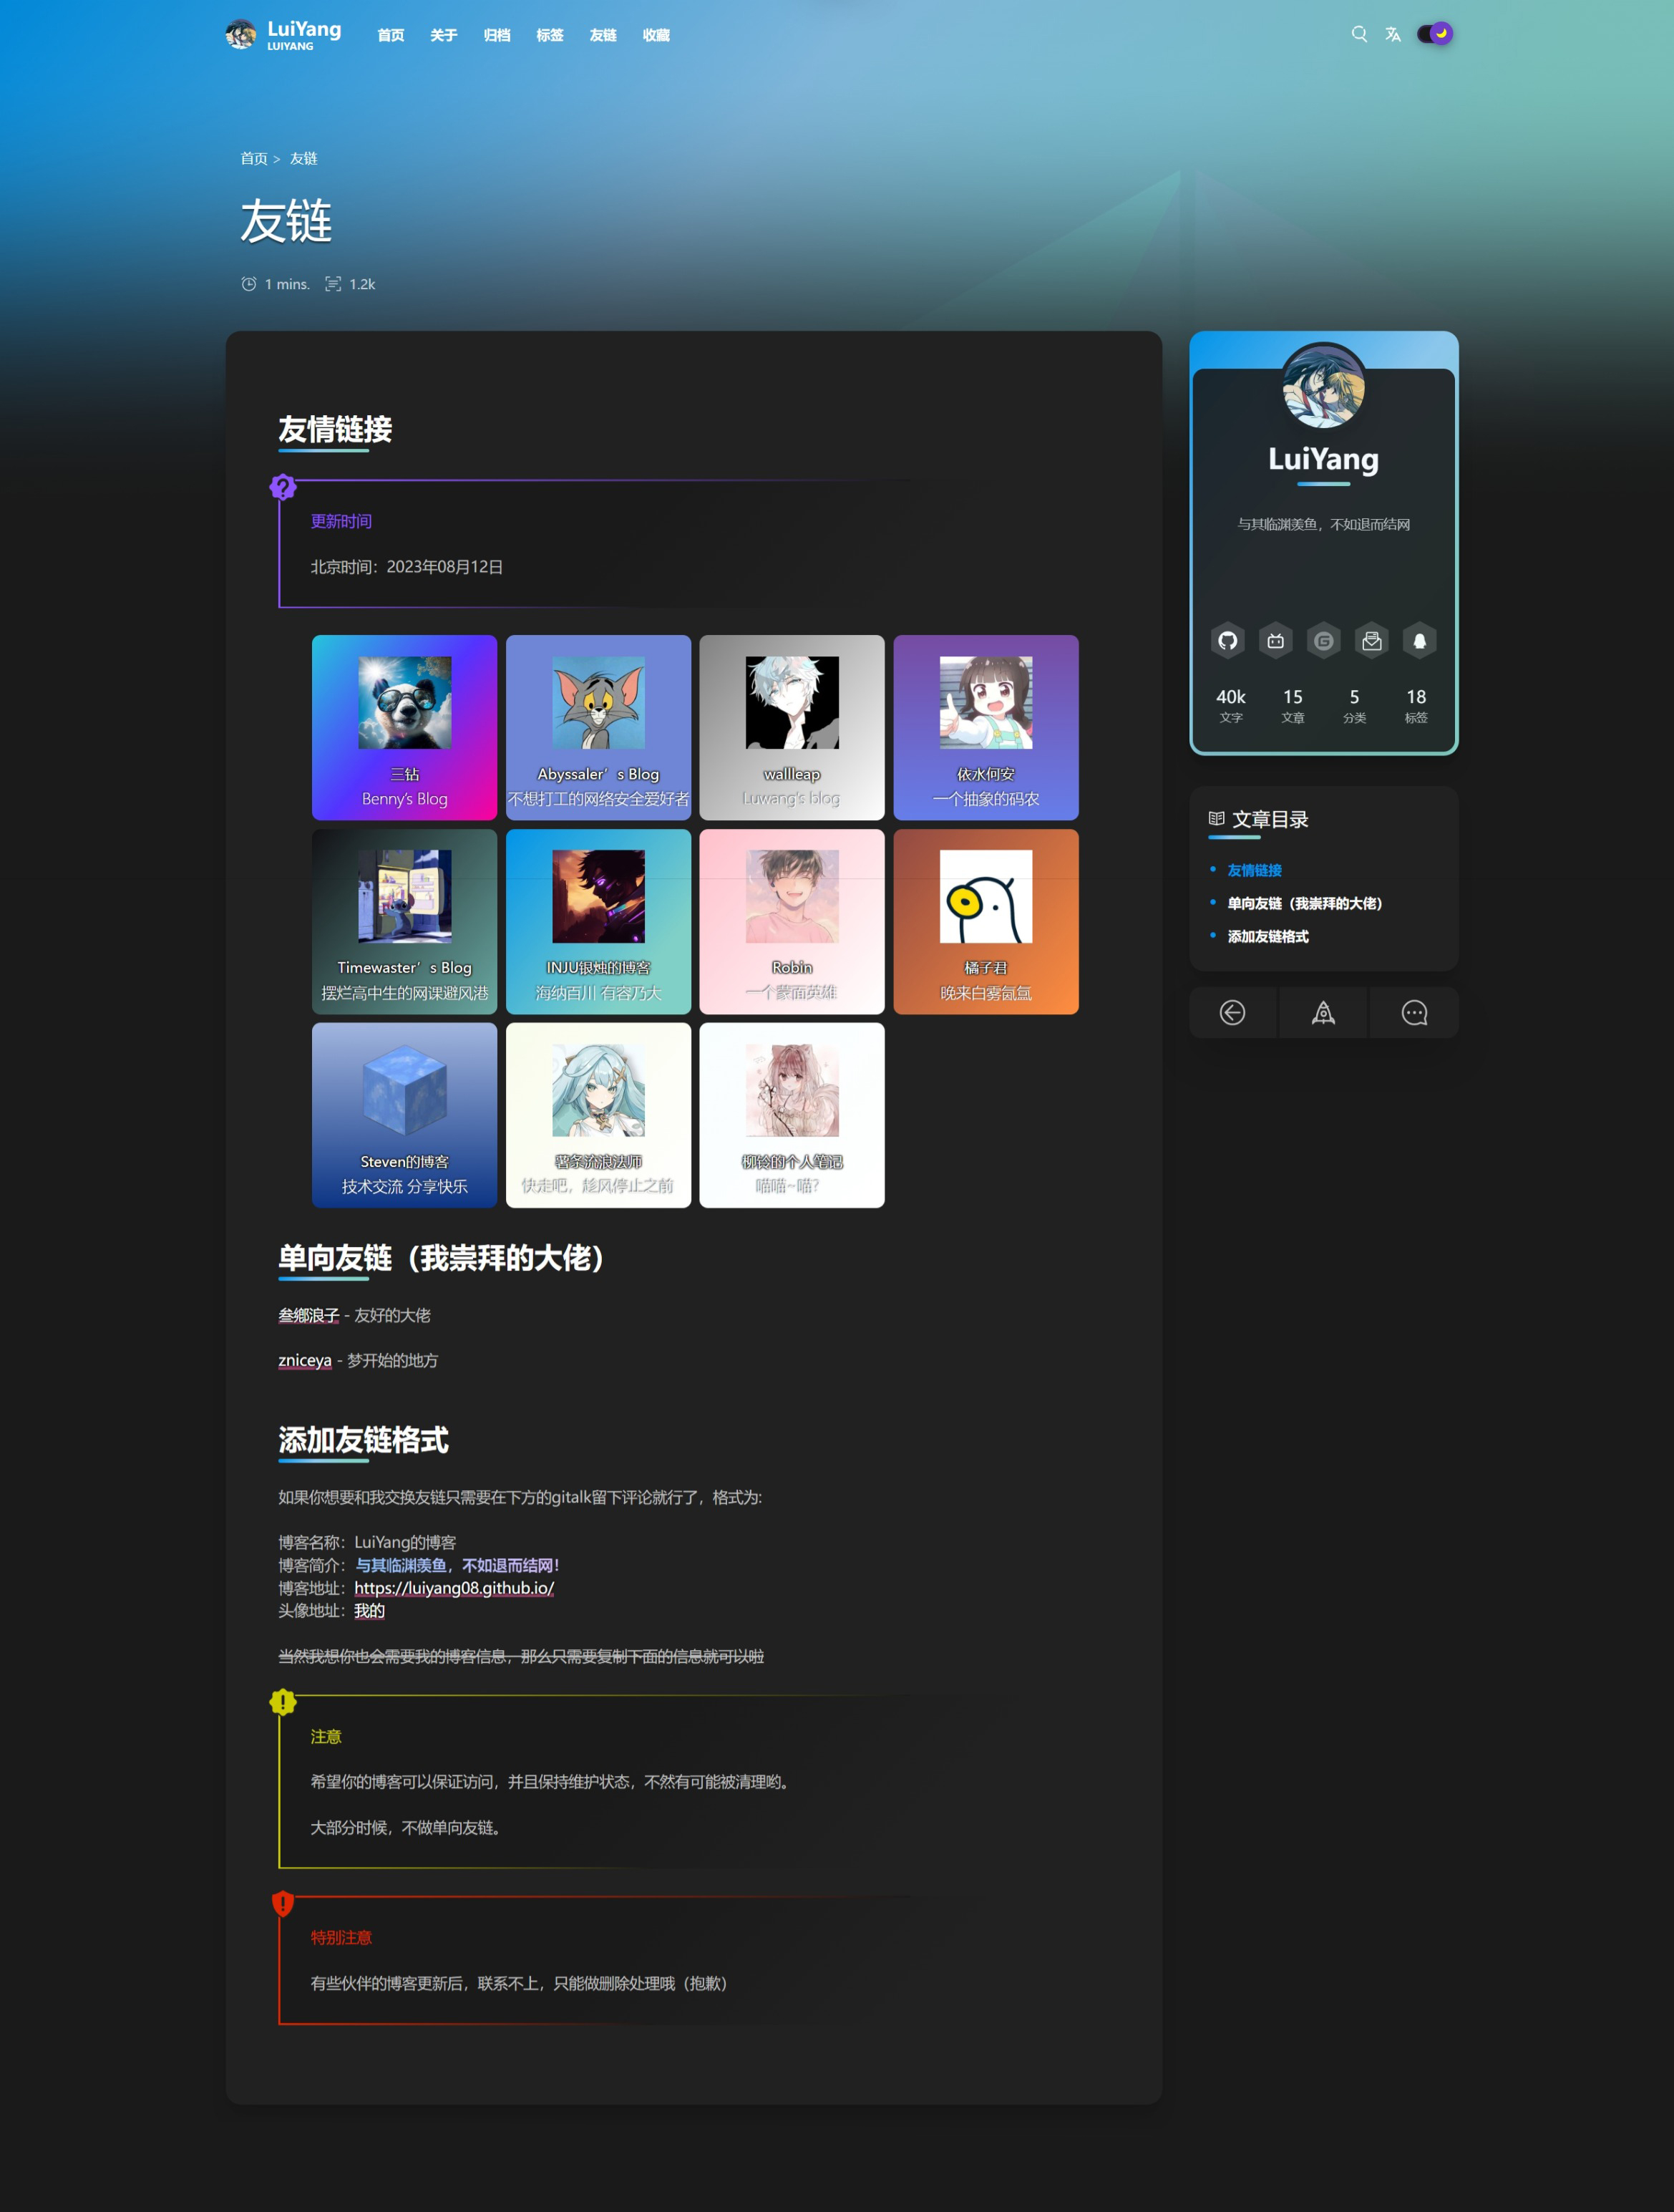 LuiYang
LUIYANG
首页 关于 归档 标签 友链 收藏
首页 > 友链
友链
1 mins. 1.2k
友情链接
更新时间
北京时间：2023年08月12日
三钻
Benny’s Blog
Abyssaler’s Blog
不想打工的网络安全爱好者
wallleap
Luwang’s blog
依水何安
一个抽象的码农
Timewaster’s Blog
摆烂高中生的网课避风港
INJU银烛的博客
海纳百川 有容乃大
Robin
一个蒙面英雄
橘子君
晚来白雾氤氲
Steven的博客
技术交流 分享快乐
薯条流浪法师
快走吧，趁风停止之前
柳铃的个人笔记
喵喵~喵？
单向友链（我崇拜的大佬）
叁鄉浪子 - 友好的大佬
zniceya - 梦开始的地方
添加友链格式
如果你想要和我交换友链只需要在下方的gitalk留下评论就行了，格式为:
博客名称：LuiYang的博客
博客简介：与其临渊羡鱼，不如退而结网！
博客地址：https://luiyang08.github.io/
头像地址：我的
当然我想你也会需要我的博客信息，那么只需要复制下面的信息就可以啦
注意
希望你的博客可以保证访问，并且保持维护状态，不然有可能被清理哟。
大部分时候，不做单向友链。
特别注意
有些伙伴的博客更新后，联系不上，只能做删除处理哦（抱歉）
LuiYang
与其临渊羡鱼，不如退而结网
40k 15 5 18
文字 文章 分类 标签
文章目录
友情链接
单向友链（我崇拜的大佬）
添加友链格式